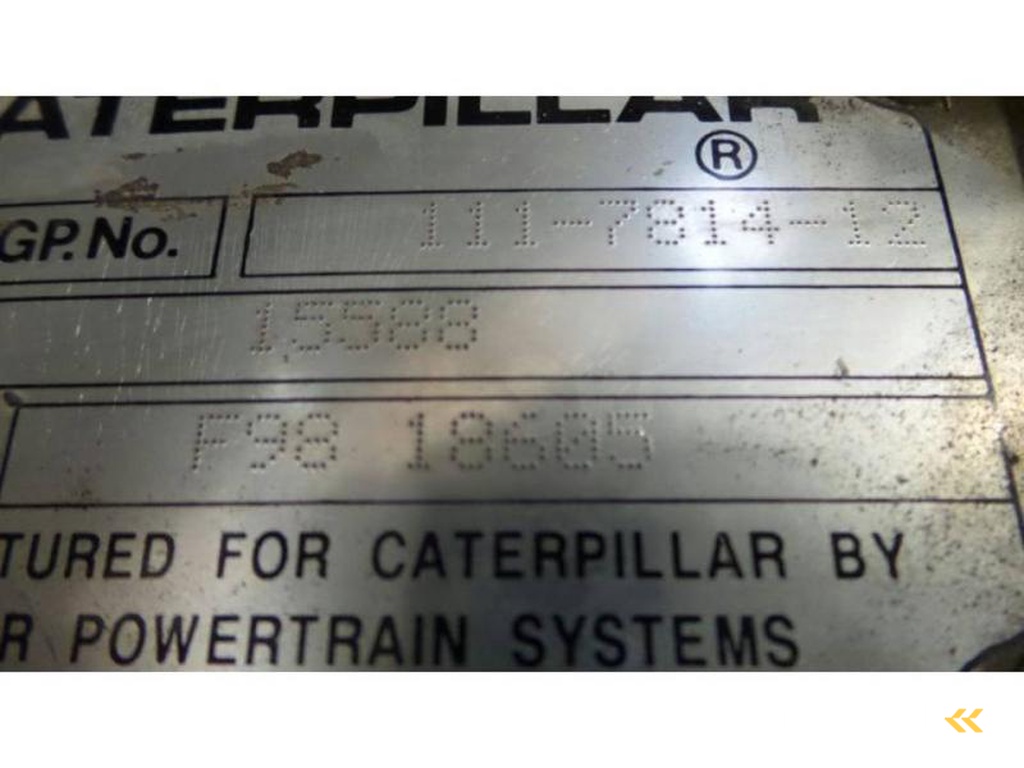 ATERPILLAR
®
GP. No. 111-7814-12
15588
F98 18605
TURED FOR CATERPILLAR BY
R POWERTRAIN SYSTEMS